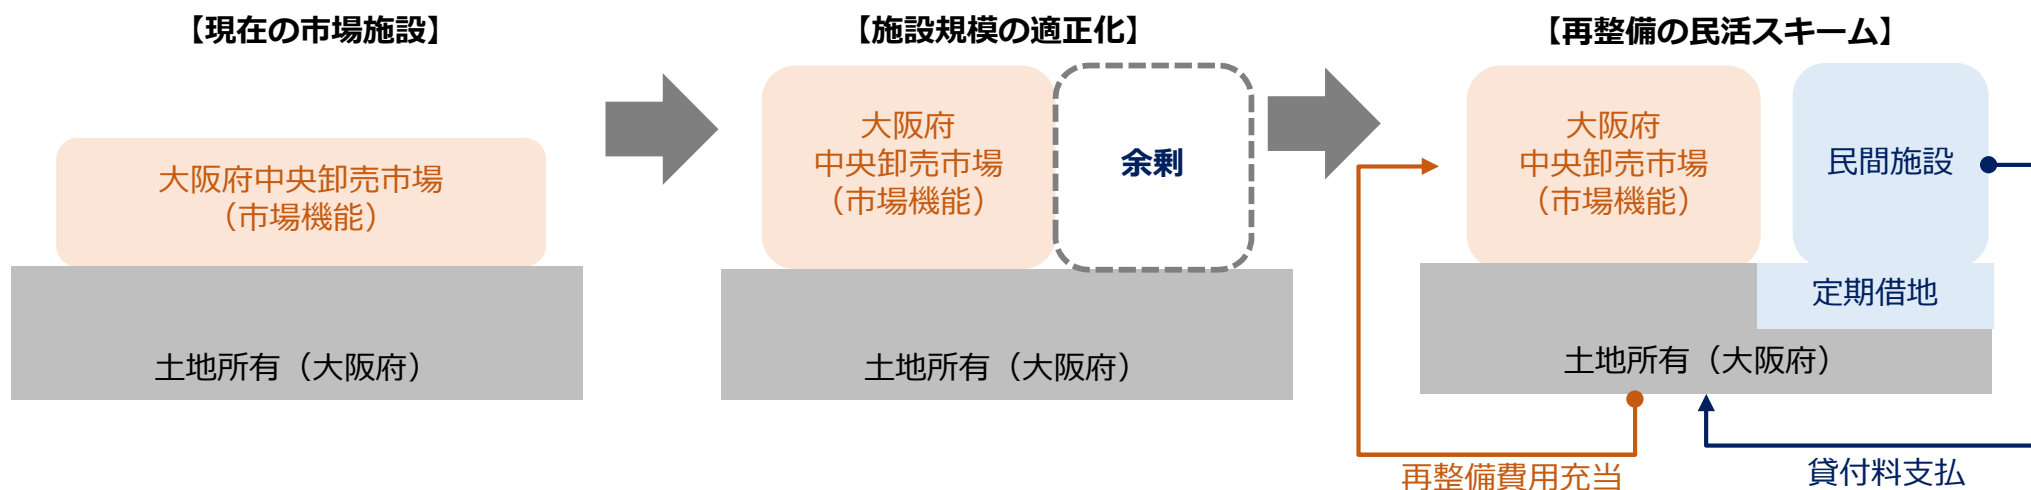 【現在の市場施設】
大阪府中央卸売市場
（市場機能）
土地所有（大阪府）
【施設規模の適正化】
大阪府
中央卸売市場
（市場機能）
余剰
土地所有（大阪府）
【再整備の民活スキーム】
大阪府
中央卸売市場
（市場機能）
民間施設
定期借地
土地所有（大阪府）
再整備費用充当
貸付料支払